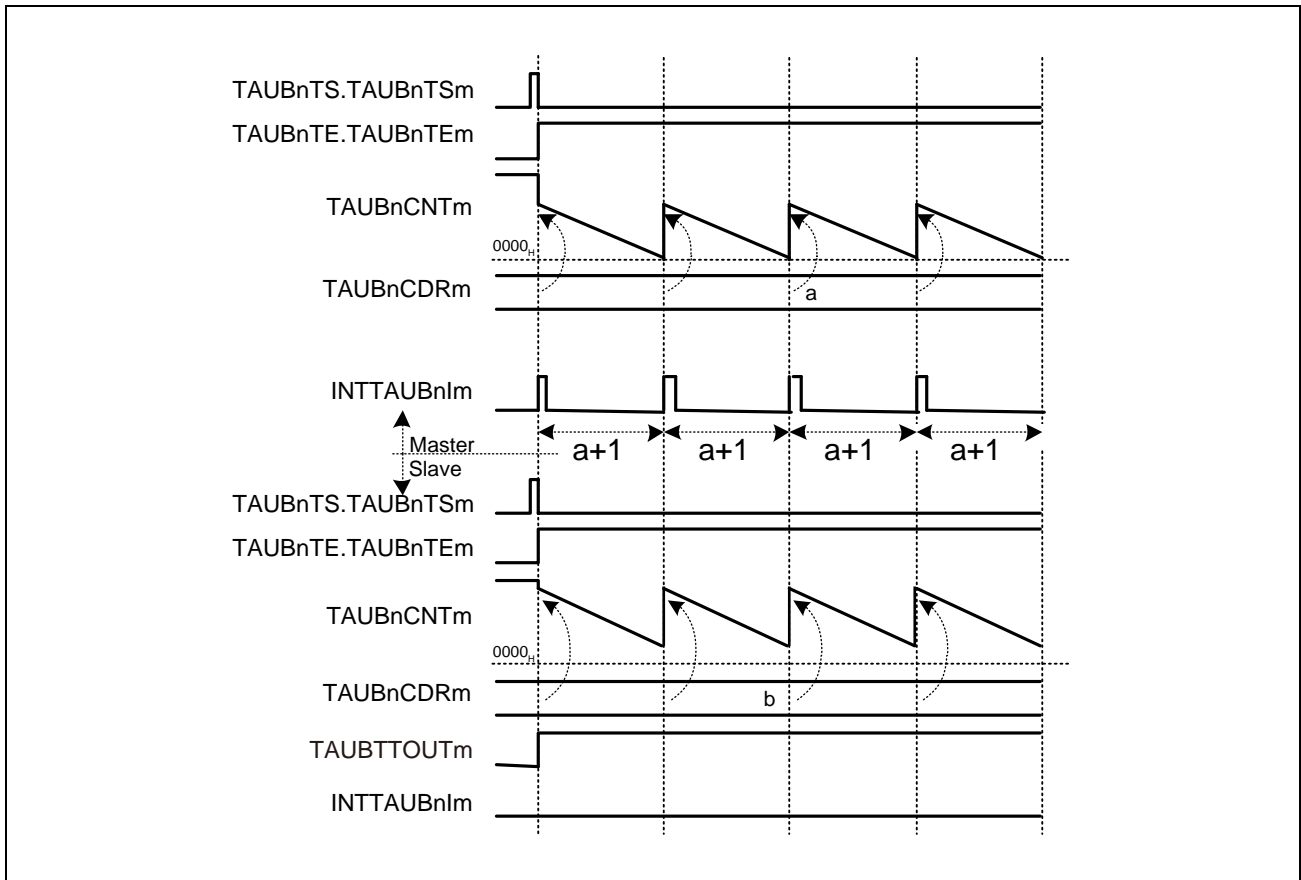 TAUBnTS.TAUBnTSm
TAUBnTE.TAUBnTEm
TAUBnCNTm
0000H
TAUBnCDRm
a
INTTAUBnIm
a+1 a+1 a+1 a+1
Master
Slave
TAUBnTS.TAUBnTSm
TAUBnTE.TAUBnTEm
TAUBnCNTm
0000H
TAUBnCDRm
b
TAUBTTOUTm
INTTAUBnIm